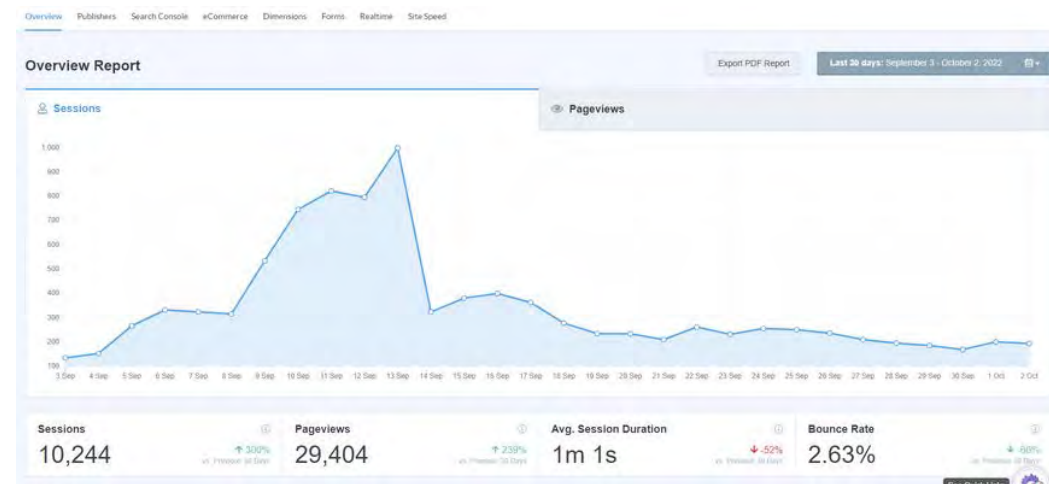 Overview Publishers Search Console eCommerce Dimensions Forms Realtime Site Speed
Overview Report
Export PDF Report
Last 30 days: September 3 - October 2, 2022
Sessions
Pageviews
1 000
900
800
700
600
500
400
300
200
100
3 Sep 4 Sep 5 Sep 6 Sep 7 Sep 8 Sep 9 Sep 10 Sep 11 Sep 12 Sep 13 Sep 14 Sep 15 Sep 16 Sep 17 Sep 18 Sep 19 Sep 20 Sep 21 Sep 22 Sep 23 Sep 24 Sep 25 Sep 26 Sep 27 Sep 28 Sep 29 Sep 30 Sep 1 Oct 2 Oct
Sessions
10,244
300%
vs. Previous 30 Days
Pageviews
29,404
239%
vs. Previous 30 Days
Avg. Session Duration
1m 1s
-52%
vs. Previous 30 Days
Bounce Rate
2.63%
vs. Previous 30 Days